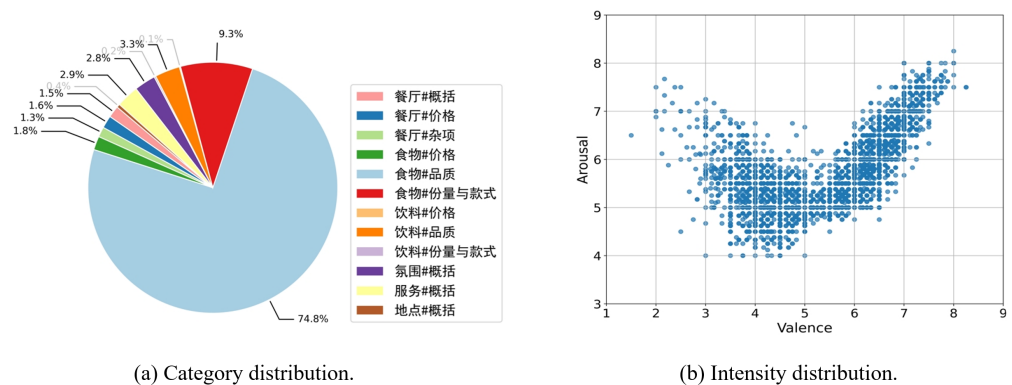 9.3%
0.1%
3.3%
0.2%
2.8%
2.9%
0.4%
1.5%
1.6%
1.3%
1.8%
74.8%
餐厅#概括
餐厅#价格
餐厅#杂项
食物#价格
食物#品质
食物#份量与款式
饮料#价格
饮料#品质
饮料#份量与款式
氛围#概括
服务#概括
地点#概括
(a) Category distribution.
9
8
7
6
5
4
3
Arousal
1 2 3 4 5 6 7 8 9
Valence
(b) Intensity distribution.